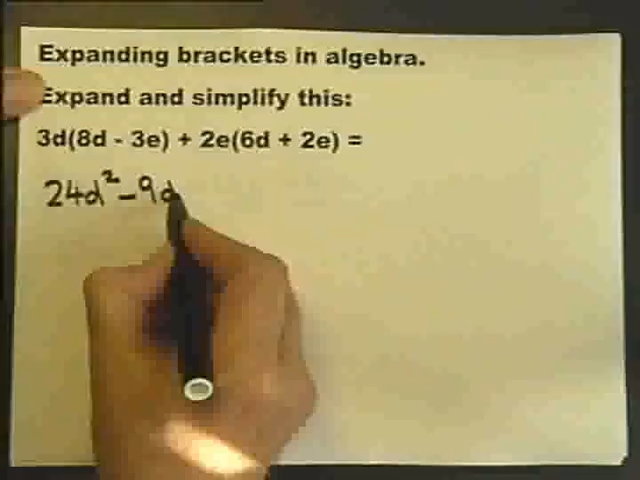 Expanding brackets in algebra.
Expand and simplify this:
3d(8d - 3e) + 2e(6d + 2e) =
24d² - 9d